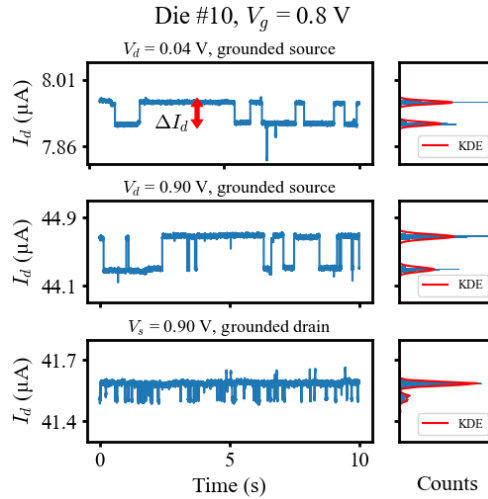 Die #10, V_g = 0.8 V
V_d = 0.04 V, grounded source
I_d (μA)
8.01
7.86
ΔI_d
KDE
V_d = 0.90 V, grounded source
I_d (μA)
44.9
44.1
KDE
V_s = 0.90 V, grounded drain
I_d (μA)
41.7
41.4
KDE
0 5 10
Time (s)
Counts